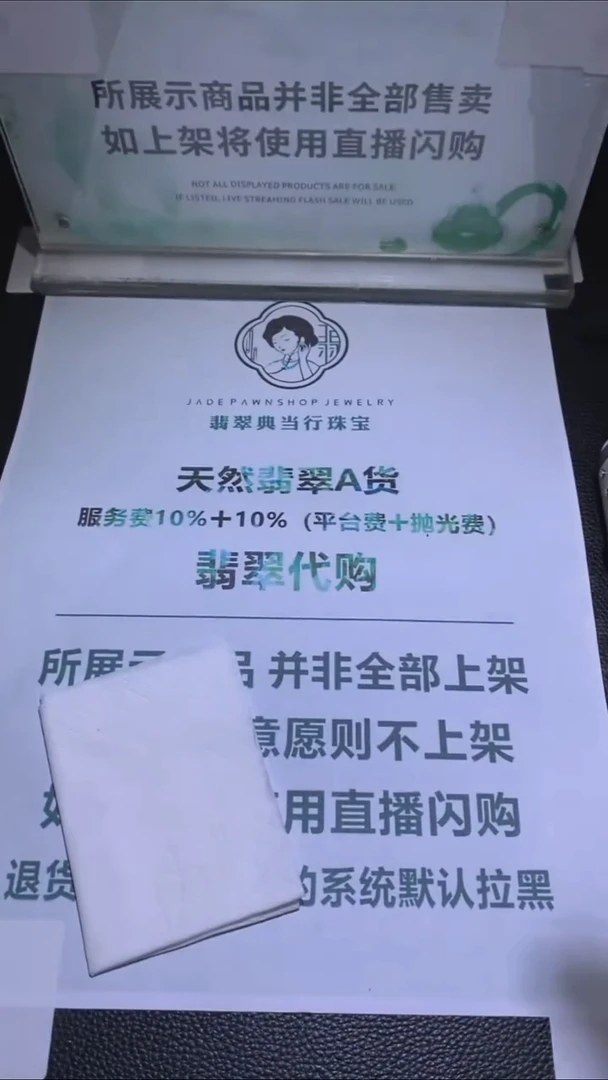 所展示商品并非全部售卖
如上架将使用直播闪购
NOT ALL DISPLAYED PRODUCTS ARE FOR SALE
IF LISTED, LIVE STREAMING FLASH SALE WILL BE USED
翡
JADE PAWNSHOP JEWELRY
翡翠典当行珠宝
天然翡翠A货
服务费10%+10%（平台费+抛光费）
翡翠代购
所展示 品 并非全部上架
意愿则不上架
如 用直播闪购
退货 的系统默认拉黑